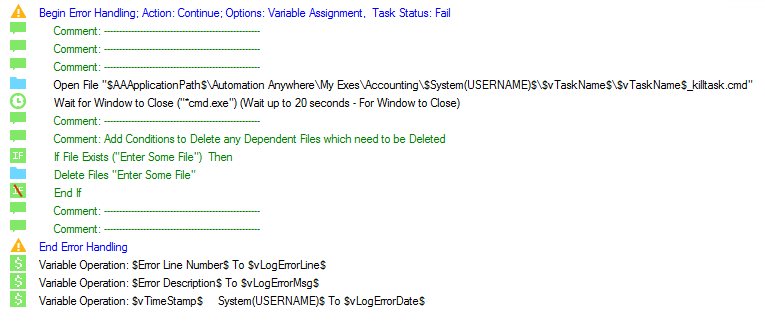 Begin Error Handling; Action: Continue; Options: Variable Assignment,  Task Status: Fail
Comment: ----------------------------------------------------
Comment: ----------------------------------------------------
Comment: ----------------------------------------------------
Open File "$AAApplicationPath$\Automation Anywhere\My Exes\Accounting\$System(USERNAME)$\$vTaskName$\$vTaskName$_killtask.cmd"
Wait for Window to Close ("*cmd.exe") (Wait up to 20 seconds - For Window to Close)
Comment: ----------------------------------------------------
Comment: Add Conditions to Delete any Dependent Files which need to be Deleted
IF If File Exists ("Enter Some File")  Then
Delete Files "Enter Some File"
End If
Comment: ----------------------------------------------------
Comment: ----------------------------------------------------
End Error Handling
$ Variable Operation: $Error Line Number$ To $vLogErrorLine$
$ Variable Operation: $Error Description$ To $vLogErrorMsg$
$ Variable Operation: $vTimeStamp$     System(USERNAME)$ To $vLogErrorDate$